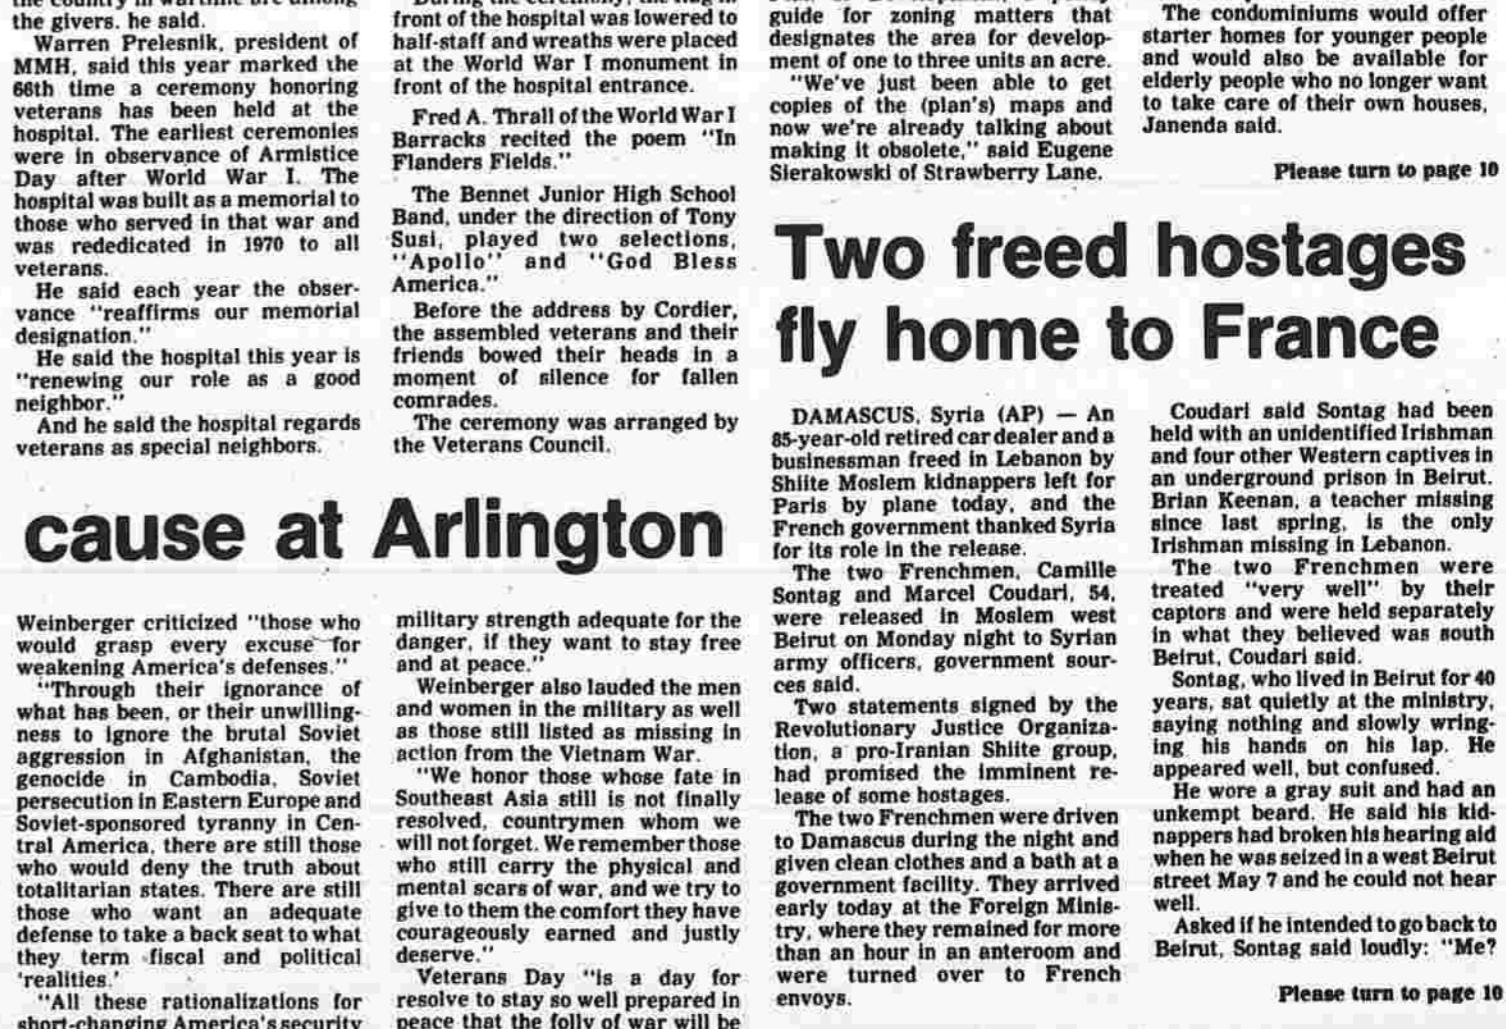 the givers. he said.
Warren Prelesnik, president of
MMH, said this year marked the
66th time a ceremony honoring
veterans has been held at the
hospital. The earliest ceremonies
were in observance of Armistice
Day after World War I. The
hospital was built as a memorial to
those who served in that war and
was rededicated in 1970 to all
veterans.
He said each year the obser-
vance "reaffirms our memorial
designation."
He said the hospital this year is
"renewing our role as a good
neighbor."
And he said the hospital regards
veterans as special neighbors.
front of the hospital was lowered to
half-staff and wreaths were placed
at the World War I monument in
front of the hospital entrance.
Fred A. Thrall of the World War I
Barracks recited the poem "In
Flanders Fields."
The Bennet Junior High School
Band, under the direction of Tony
Susi, played two selections,
"Apollo" and "God Bless
America."
Before the address by Cordier,
the assembled veterans and their
friends bowed their heads in a
moment of silence for fallen
comrades.
The ceremony was arranged by
the Veterans Council.
cause at Arlington
Weinberger criticized "those who
would grasp every excuse for
weakening America's defenses."
"Through their ignorance of
what has been, or their unwilling-
ness to ignore the brutal Soviet
aggression in Afghanistan, the
genocide in Cambodia, Soviet
persecution in Eastern Europe and
Soviet-sponsored tyranny in Cen-
tral America, there are still those
who would deny the truth about
totalitarian states. There are still
those who want an adequate
defense to take a back seat to what
they term fiscal and political
'realities.'
"All these rationalizations for
short-changing America's security
military strength adequate for the
danger, if they want to stay free
and at peace."
Weinberger also lauded the men
and women in the military as well
as those still listed as missing in
action from the Vietnam War.
"We honor those whose fate in
Southeast Asia still is not finally
resolved, countrymen whom we
will not forget. We remember those
who still carry the physical and
mental scars of war, and we try to
give to them the comfort they have
courageously earned and justly
deserve."
Veterans Day "is a day for
resolve to stay so well prepared in
peace that the folly of war will be
guide for zoning matters that
designates the area for develop-
ment of one to three units an acre.
"We've just been able to get
copies of the (plan's) maps and
now we're already talking about
making it obsolete," said Eugene
Sierakowski of Strawberry Lane.
The condominiums would offer
starter homes for younger people
and would also be available for
elderly people who no longer want
to take care of their own houses,
Janenda said.
Please turn to page 10
Two freed hostages
fly home to France
DAMASCUS, Syria (AP) — An
85-year-old retired car dealer and a
businessman freed in Lebanon by
Shiite Moslem kidnappers left for
Paris by plane today, and the
French government thanked Syria
for its role in the release.
The two Frenchmen, Camille
Sontag and Marcel Coudari, 54,
were released in Moslem west
Beirut on Monday night to Syrian
army officers, government sour-
ces said.
Two statements signed by the
Revolutionary Justice Organiza-
tion, a pro-Iranian Shiite group,
had promised the imminent re-
lease of some hostages.
The two Frenchmen were driven
to Damascus during the night and
given clean clothes and a bath at a
government facility. They arrived
early today at the Foreign Minis-
try, where they remained for more
than an hour in an anteroom and
were turned over to French
envoys.
Coudari said Sontag had been
held with an unidentified Irishman
and four other Western captives in
an underground prison in Beirut.
Brian Keenan, a teacher missing
since last spring, is the only
Irishman missing in Lebanon.
The two Frenchmen were
treated "very well" by their
captors and were held separately
in what they believed was south
Beirut, Coudari said.
Sontag, who lived in Beirut for 40
years, sat quietly at the ministry,
saying nothing and slowly wring-
ing his hands on his lap. He
appeared well, but confused.
He wore a gray suit and had an
unkempt beard. He said his kid-
nappers had broken his hearing aid
when he was seized in a west Beirut
street May 7 and he could not hear
well.
Asked if he intended to go back to
Beirut, Sontag said loudly: "Me?
Please turn to page 10